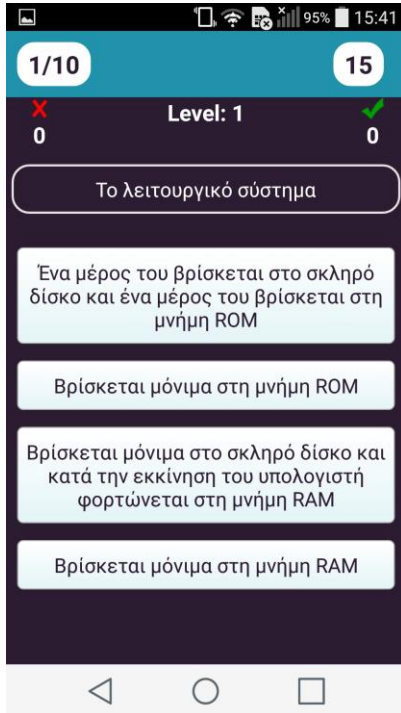 95% 15:41
1/10 15
Level: 1
0 0
Το λειτουργικό σύστημα
Ένα μέρος του βρίσκεται στο σκληρό
δίσκο και ένα μέρος του βρίσκεται στη
μνήμη ROM
Βρίσκεται μόνιμα στη μνήμη ROM
Βρίσκεται μόνιμα στο σκληρό δίσκο και
κατά την εκκίνηση του υπολογιστή
φορτώνεται στη μνήμη RAM
Βρίσκεται μόνιμα στη μνήμη RAM